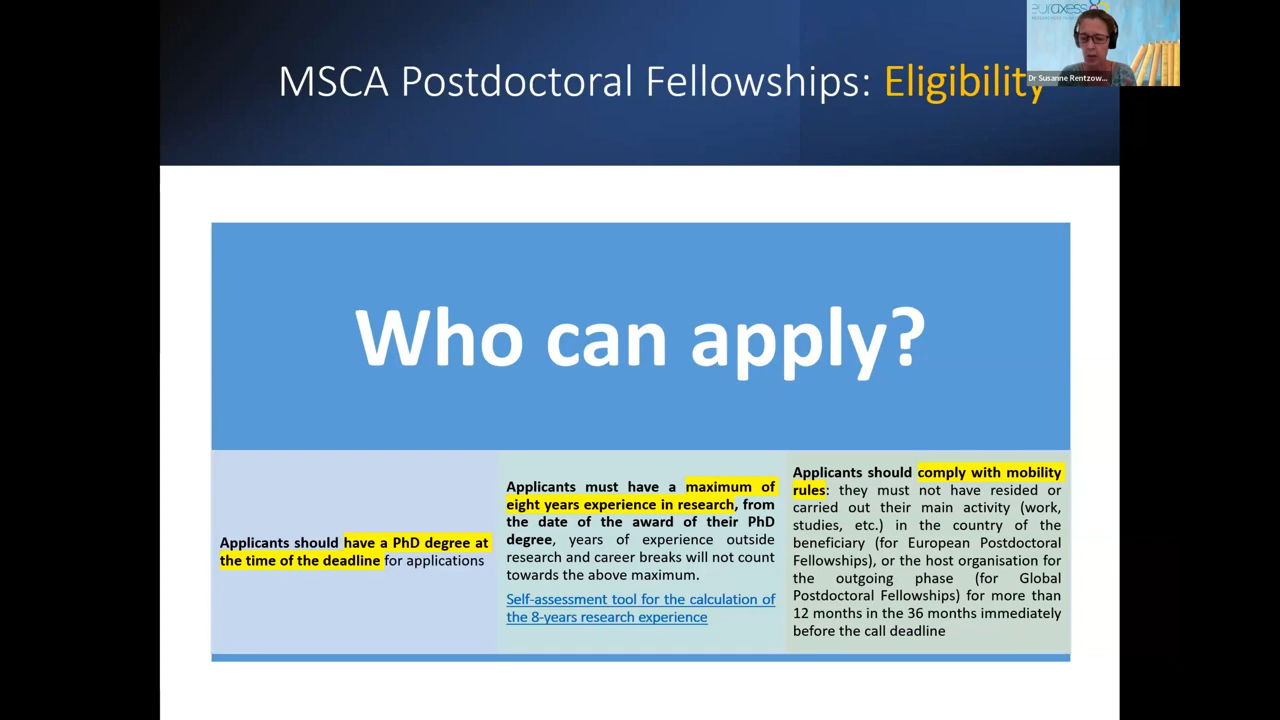 euraxess
Dr Susanne Rentzow...
MSCA Postdoctoral Fellowships: Eligibility
Who can apply?
Applicants should have a PhD degree at
the time of the deadline for applications
Applicants must have a maximum of
eight years experience in research, from
the date of the award of their PhD
degree, years of experience outside
research and career breaks will not count
towards the above maximum.
Self-assessment tool for the calculation of
the 8-years research experience
Applicants should comply with mobility
rules: they must not have resided or
carried out their main activity (work,
studies, etc.) in the country of the
beneficiary (for European Postdoctoral
Fellowships), or the host organisation for
the outgoing phase (for Global
Postdoctoral Fellowships) for more than
12 months in the 36 months immediately
before the call deadline